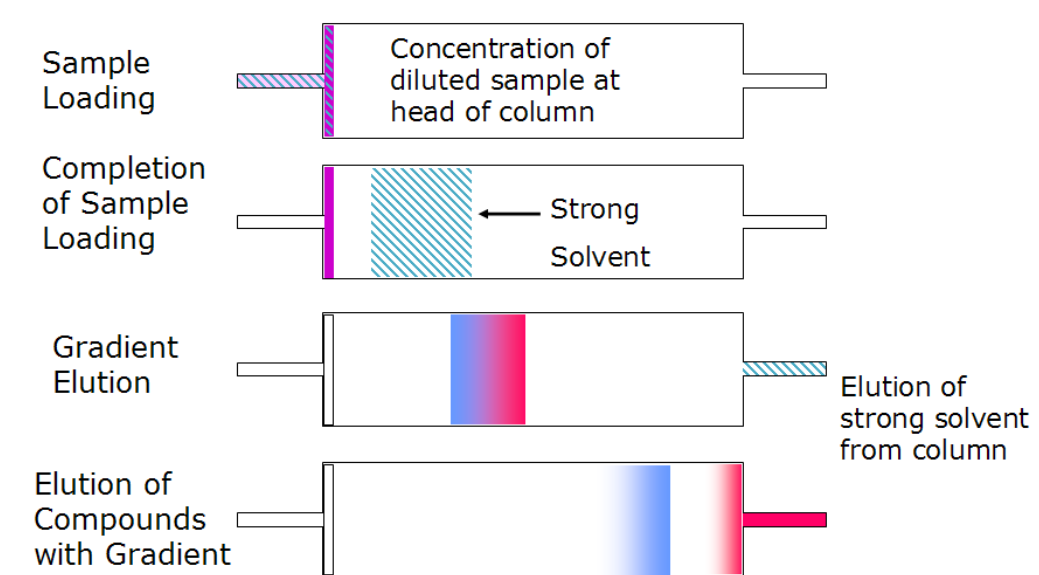 Sample
Loading
Concentration of
diluted sample at
head of column
Completion
of Sample
Loading
Strong
Solvent
Gradient
Elution
Elution of
strong solvent
from column
Elution of
Compounds
with Gradient